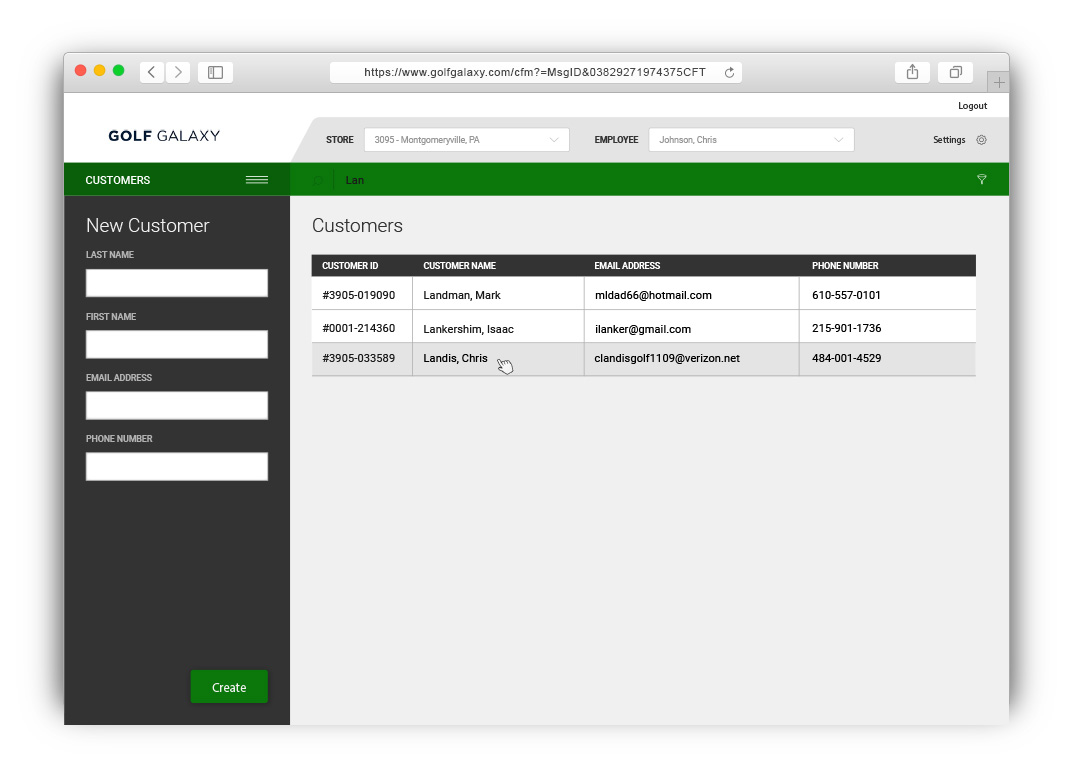 https://www.golfgalaxy.com/cfm?=MsgID&03829271974375CFT
Logout
GOLF GALAXY
STORE 3095 - Montgomeryville, PA EMPLOYEE Johnson, Chris Settings
CUSTOMERS Lan
New Customer
LAST NAME
FIRST NAME
EMAIL ADDRESS
PHONE NUMBER
Create
Customers
CUSTOMER ID CUSTOMER NAME EMAIL ADDRESS PHONE NUMBER
#3905-019090 Landman, Mark mldad66@hotmail.com 610-557-0101
#0001-214360 Lankershim, Isaac ilanker@gmail.com 215-901-1736
#3905-033589 Landis, Chris clandisgolf1109@verizon.net 484-001-4529